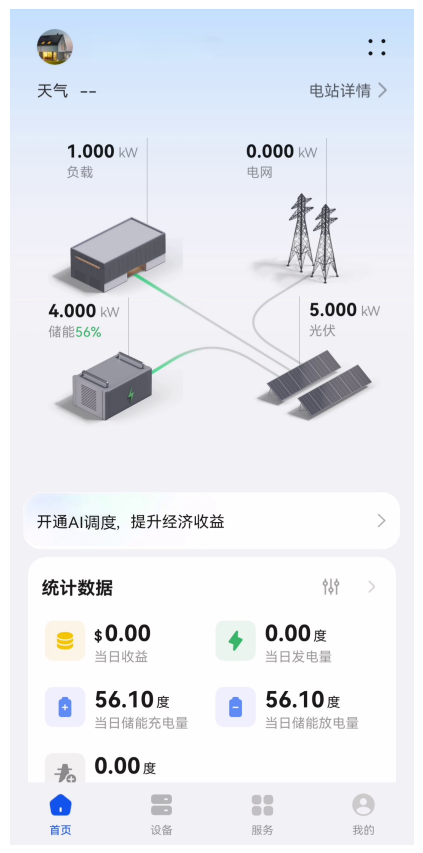 天气 --
电站详情
1.000 kW
负载
0.000 kW
电网
4.000 kW
储能56%
5.000 kW
光伏
开通AI调度，提升经济收益
统计数据
$0.00
当日收益
0.00度
当日发电量
56.10度
当日储能充电量
56.10度
当日储能放电量
0.00度
首页
设备
服务
我的